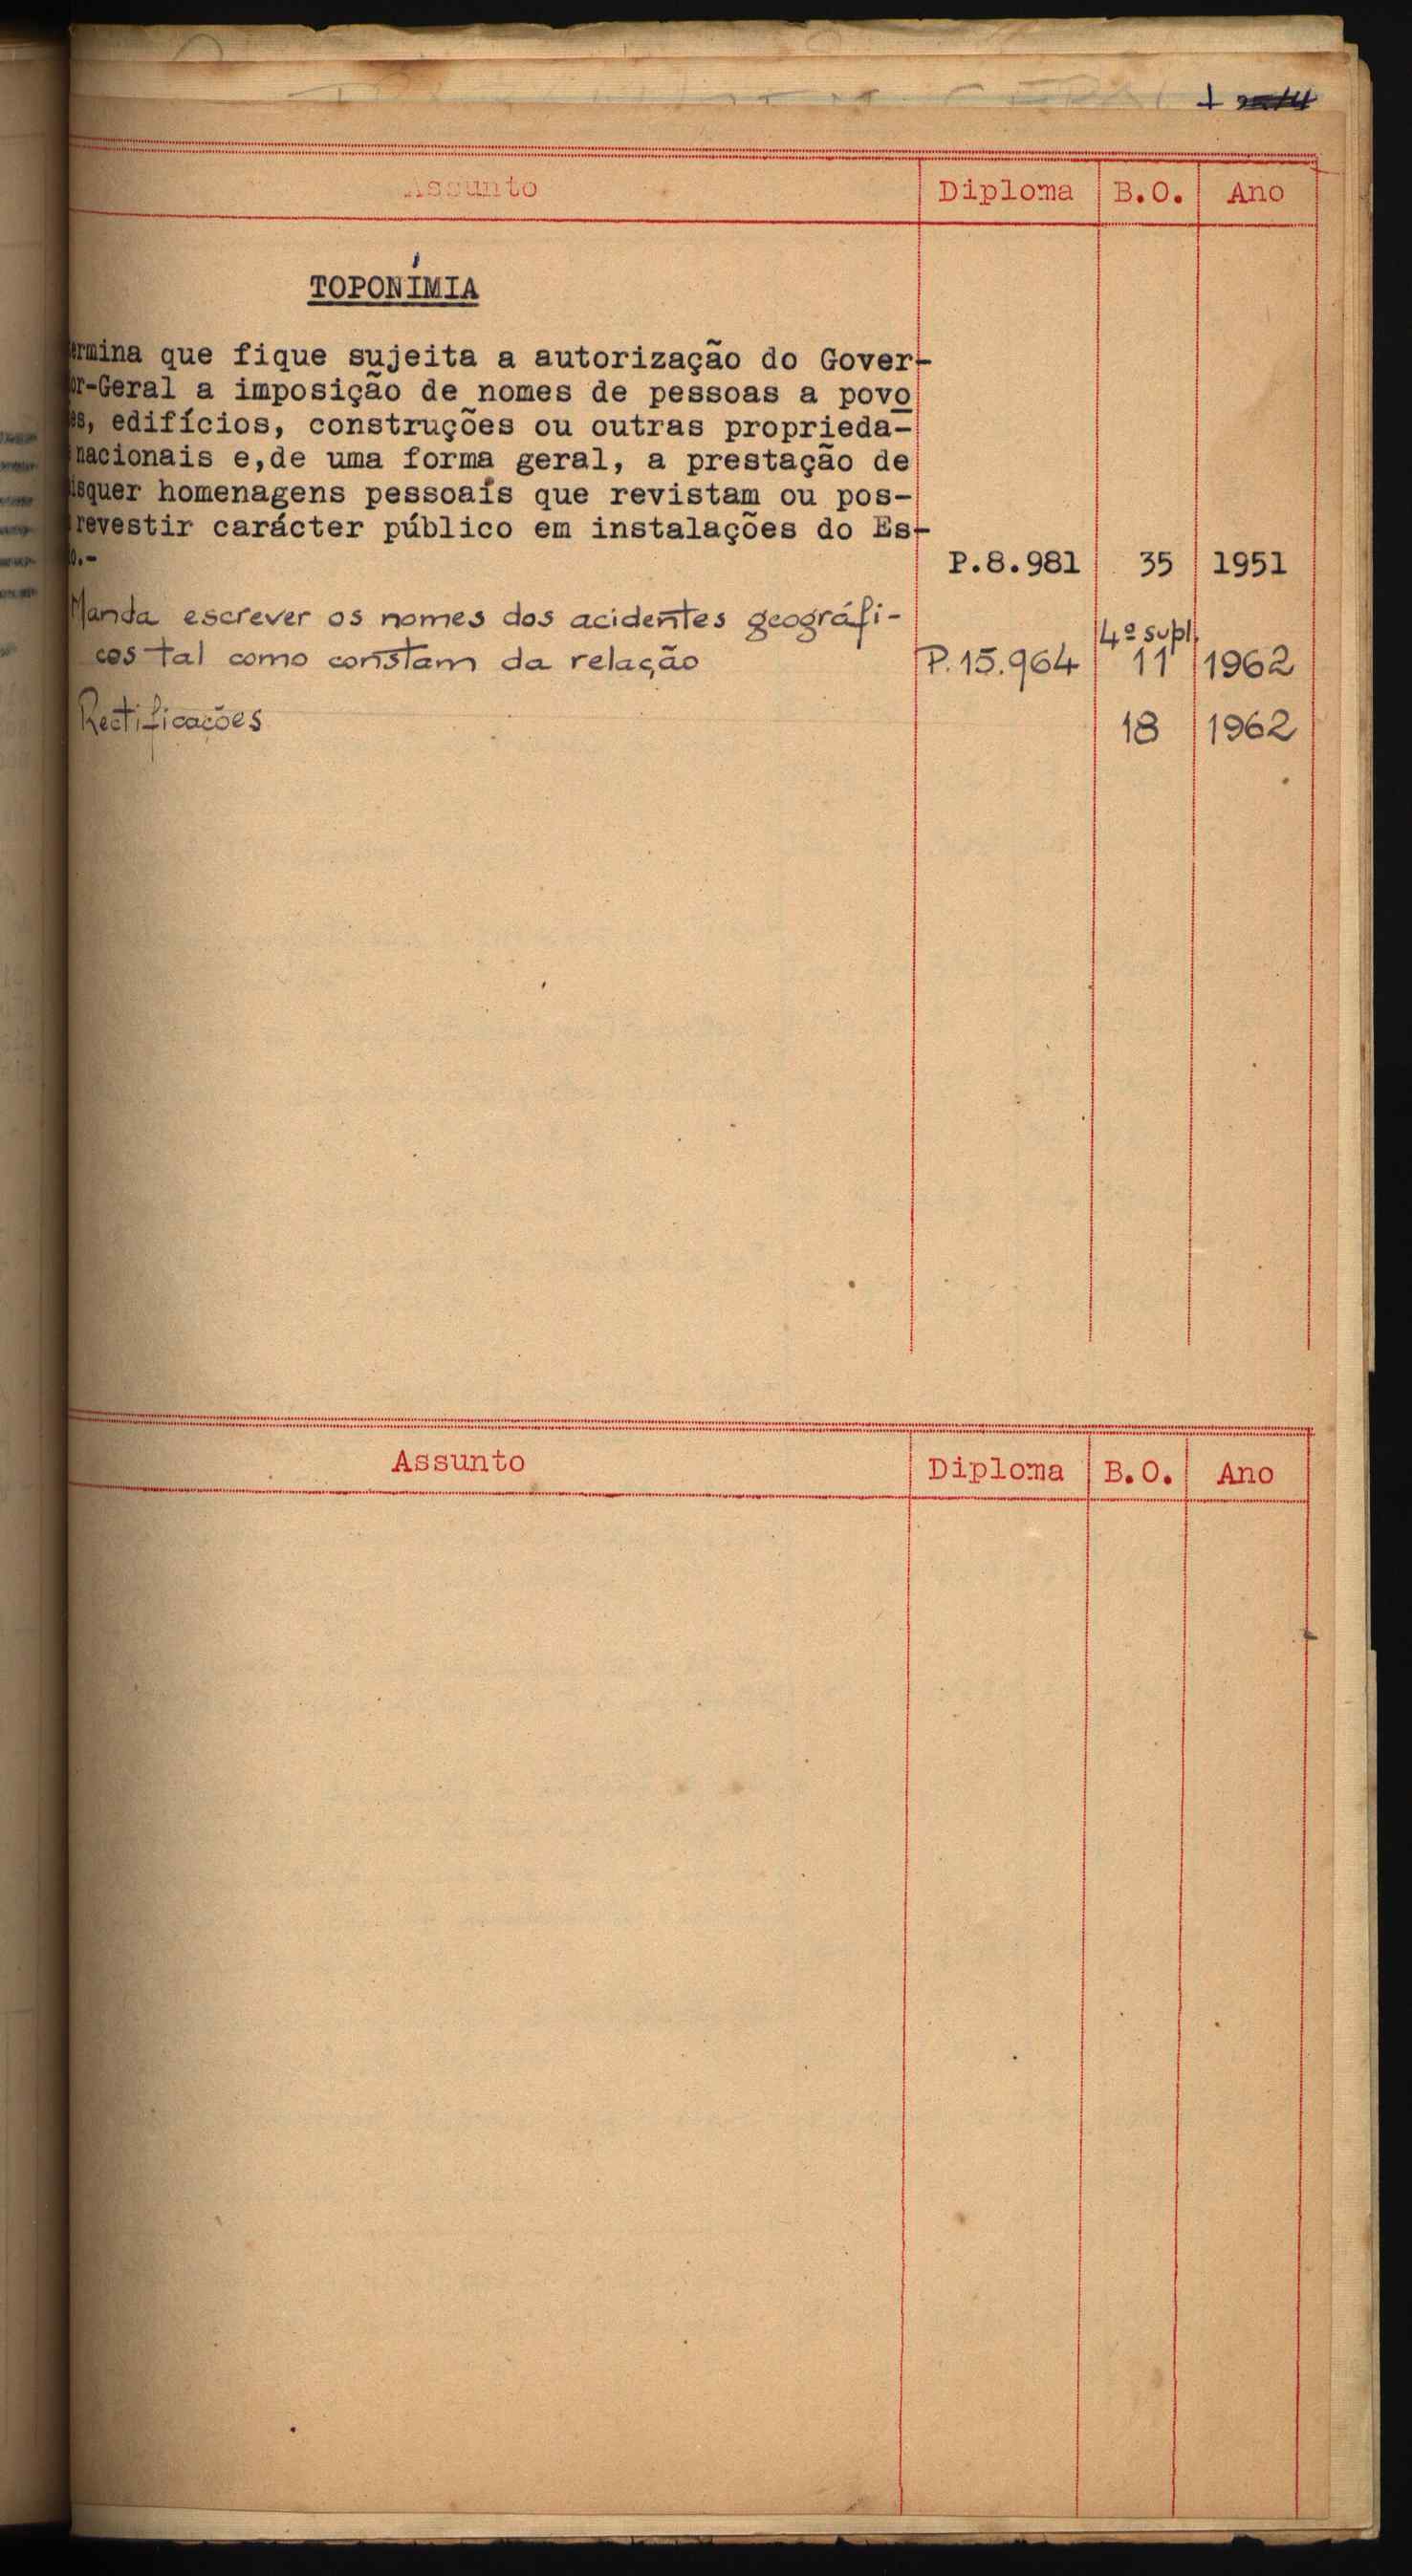 Assunto Diploma B.O. Ano
TOPONÍMIA
ermina que fique sujeita a autorização do Gover-
or-Geral a imposição de nomes de pessoas a povo
es, edifícios, construções ou outras proprieda-
nacionais e,de uma forma geral, a prestação de
isquer homenagens pessoais que revistam ou pos-
revestir carácter público em instalações do Es-
o.- P.8.981 35 1951
Manda escrever os nomes dos acidentes geográfi-
4º supl.
cos tal como constam da relação P.15.964 11 1962
Rectificações 18 1962
Assunto Diploma B.O. Ano